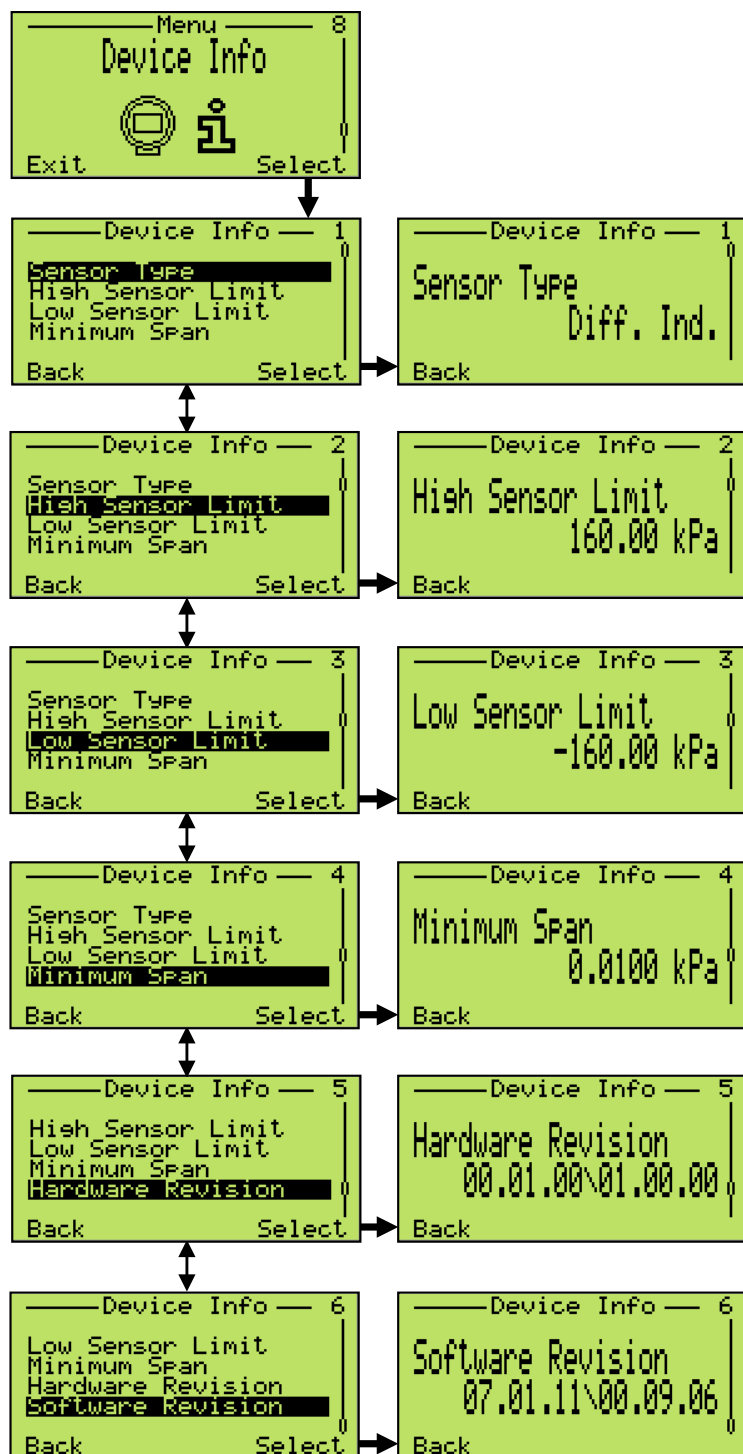 Menu 8
Device Info
Exit Select
Device Info 1
Sensor Type
High Sensor Limit
Low Sensor Limit
Minimum Span
Back Select
Device Info 1
Sensor Type
Diff. Ind.
Back
Device Info 2
Sensor Type
High Sensor Limit
Low Sensor Limit
Minimum Span
Back Select
Device Info 2
High Sensor Limit
160.00 kPa
Back
Device Info 3
Sensor Type
High Sensor Limit
Low Sensor Limit
Minimum Span
Back Select
Device Info 3
Low Sensor Limit
-160.00 kPa
Back
Device Info 4
Sensor Type
High Sensor Limit
Low Sensor Limit
Minimum Span
Back Select
Device Info 4
Minimum Span
0.0100 kPa
Back
Device Info 5
High Sensor Limit
Low Sensor Limit
Minimum Span
Hardware Revision
Back Select
Device Info 5
Hardware Revision
00.01.00\01.00.00
Back
Device Info 6
Low Sensor Limit
Minimum Span
Hardware Revision
Software Revision
Back Select
Device Info 6
Software Revision
07.01.11\00.09.06
Back